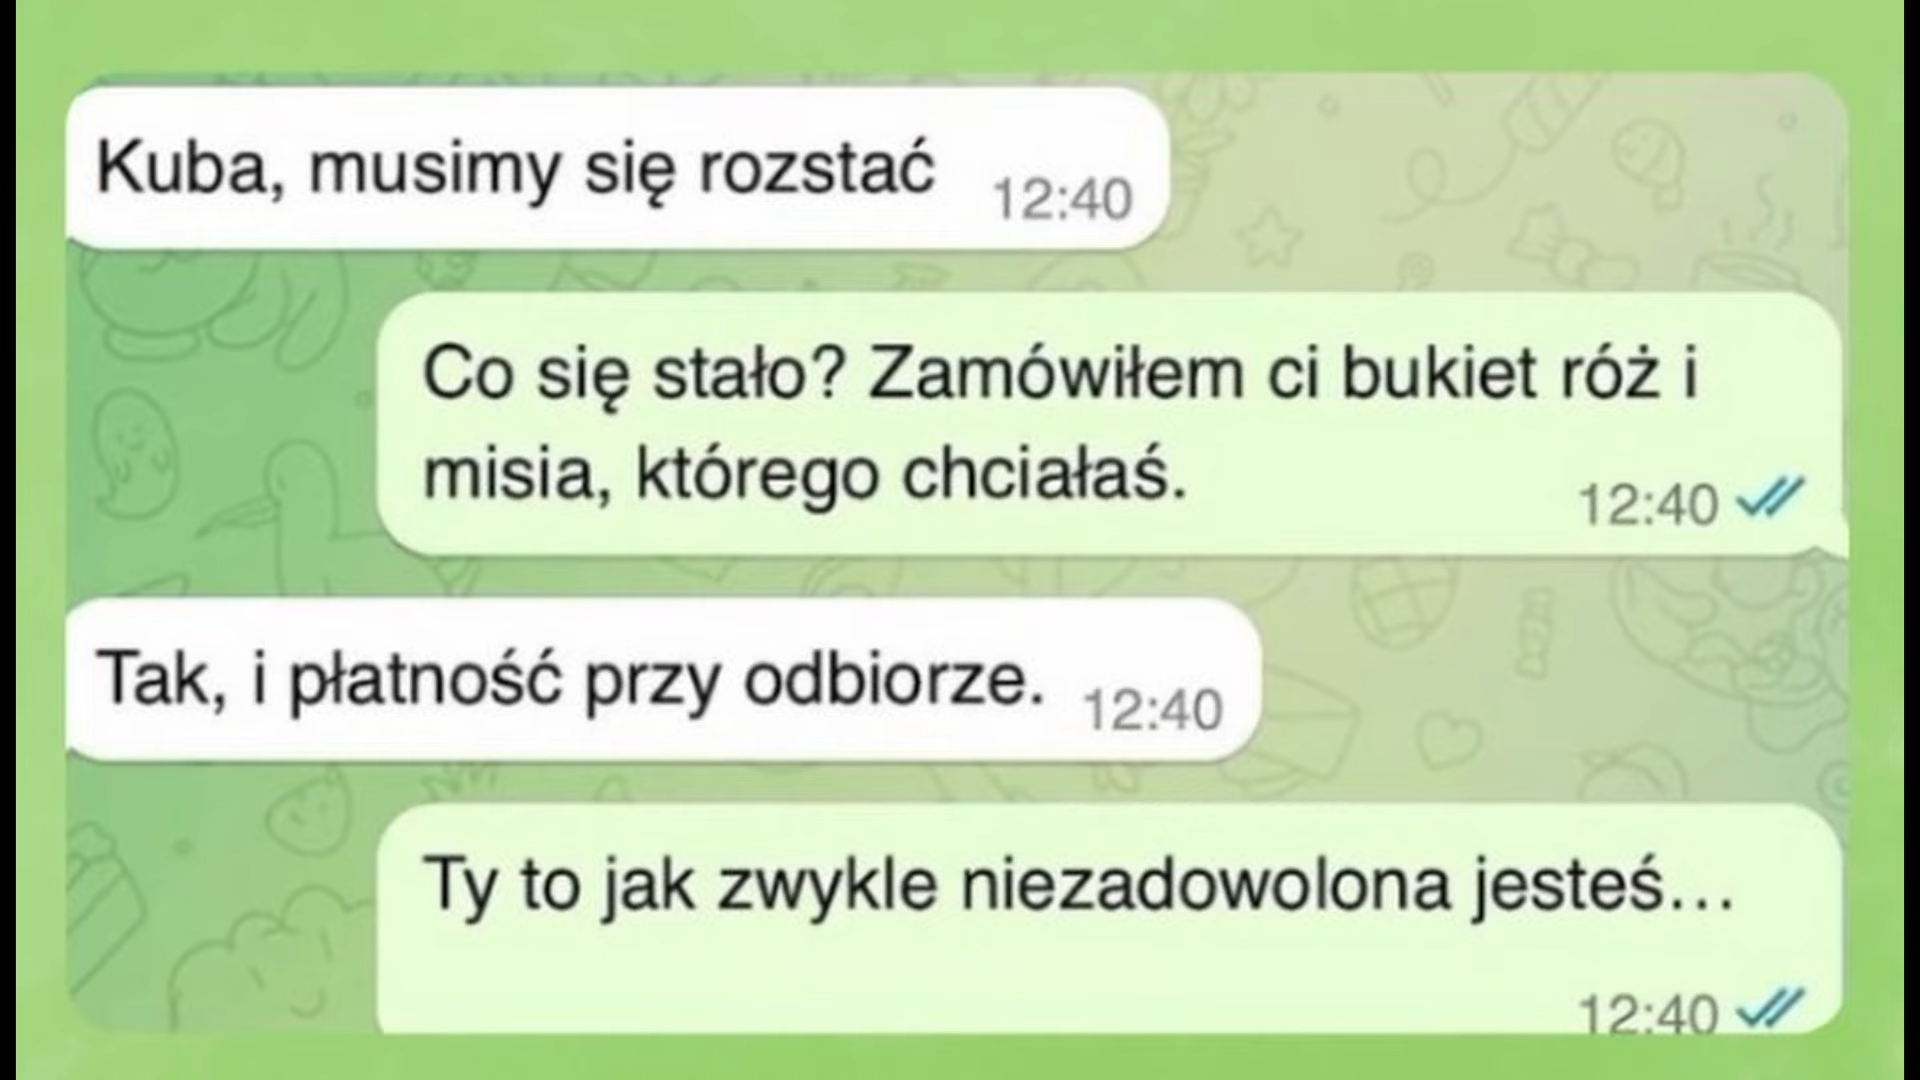 Kuba, musimy się rozstać 12:40
Co się stało? Zamówiłem ci bukiet róż i
misia, którego chciałaś.
12:40
Tak, i płatność przy odbiorze. 12:40
Ty to jak zwykle niezadowolona jesteś...
12:40